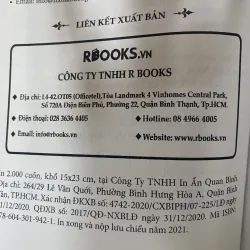 Email: info@
LIÊN KẾT XUẤT BẢN
RBOOKS.VN
CÔNG TY TNHH R BOOKS
Địa chỉ: L4-42.OT05 (Officetel), Tòa Landmark 4 Vinhomes Central Park,
Số 720A Điện Biên Phủ, Phường 22, Quận Bình Thạnh, Tp.HCM.
Điện thoại: 028 3636 4405
Hotline: 08 4966 4005
Email: info@rbooks.vn
Website: www.rbooks.vn
In 2.000 cuốn, khổ 15x23 cm, tại Công Ty TNHH In Ấn Quan Bình
Địa chỉ: 264/29 Lê Văn Quới, Phường Bình Hưng Hòa A, Quận Bình
Tân, TP.HCM. Xác nhận ĐKXB số: 4742-2020/CXBIPH/07-225/LĐ ngày
/12/2020. QĐXB số: 2017/QĐ-NXBLĐ ngày 31/12/2020. Mã ISBN:
978-604-301-942-1. In xong và nộp lưu chiểu năm 2021.